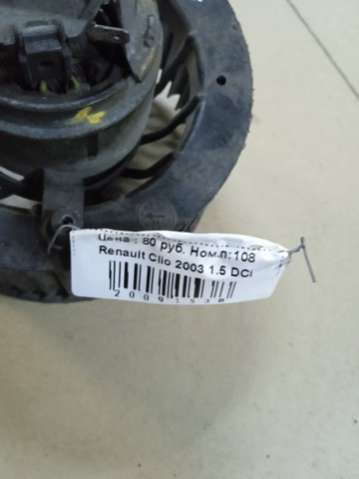 Цена : 80 руб. Ном.п:108
Renault Clio 2003 1.5 DCI